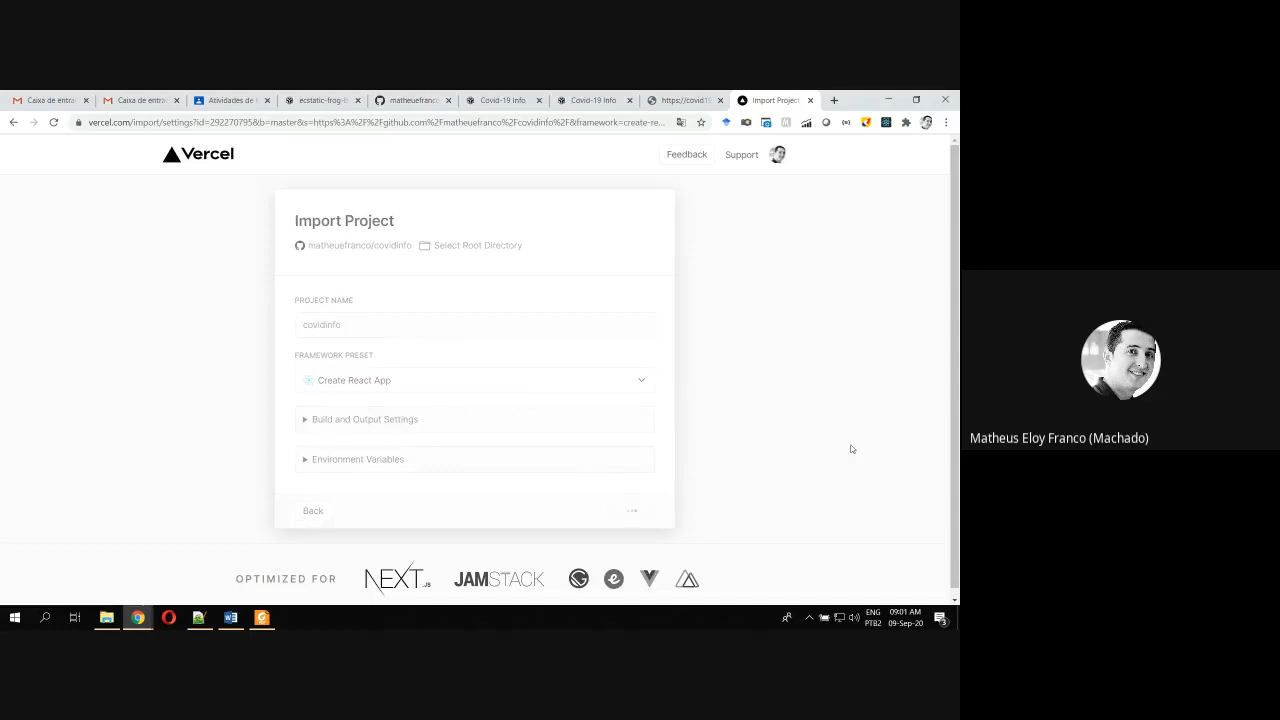 Caixa de entra
Caixa de entra
Atividades de
ecstatic-frog-b
matheuefranco
Covid-19 Info
Covid-19 Info
https://covid19
Import Project
vercel.com/import/settings?id=292270795&b=master&s=https%3A%2F%2Fgithub.com%2Fmatheuefranco%2Fcovidinfo%2F&framework=create-re...
Vercel
Feedback
Support
Import Project
matheuefranco/covidinfo
Select Root Directory
PROJECT NAME
covidinfo
FRAMEWORK PRESET
Create React App
Build and Output Settings
Environment Variables
Back
OPTIMIZED FOR
NEXT.JS
JAMSTACK
ENG
PTB2
09:01 AM
09-Sep-20
3
Matheus Eloy Franco (Machado)